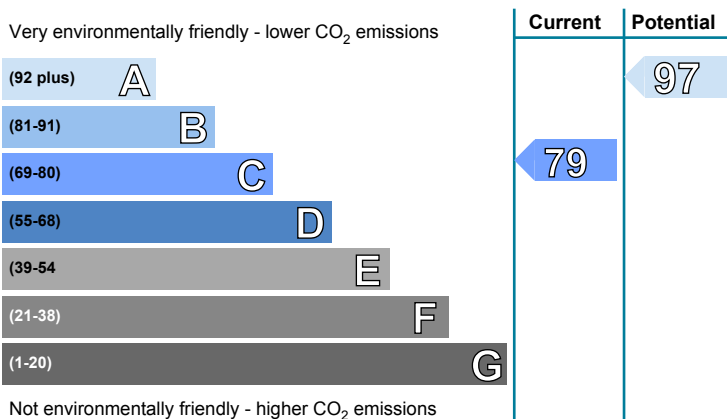 Current Potential
Very environmentally friendly - lower CO2 emissions
(92 plus) A 97
(81-91) B
(69-80) C 79
(55-68) D
(39-54 E
(21-38) F
(1-20) G
Not environmentally friendly - higher CO2 emissions